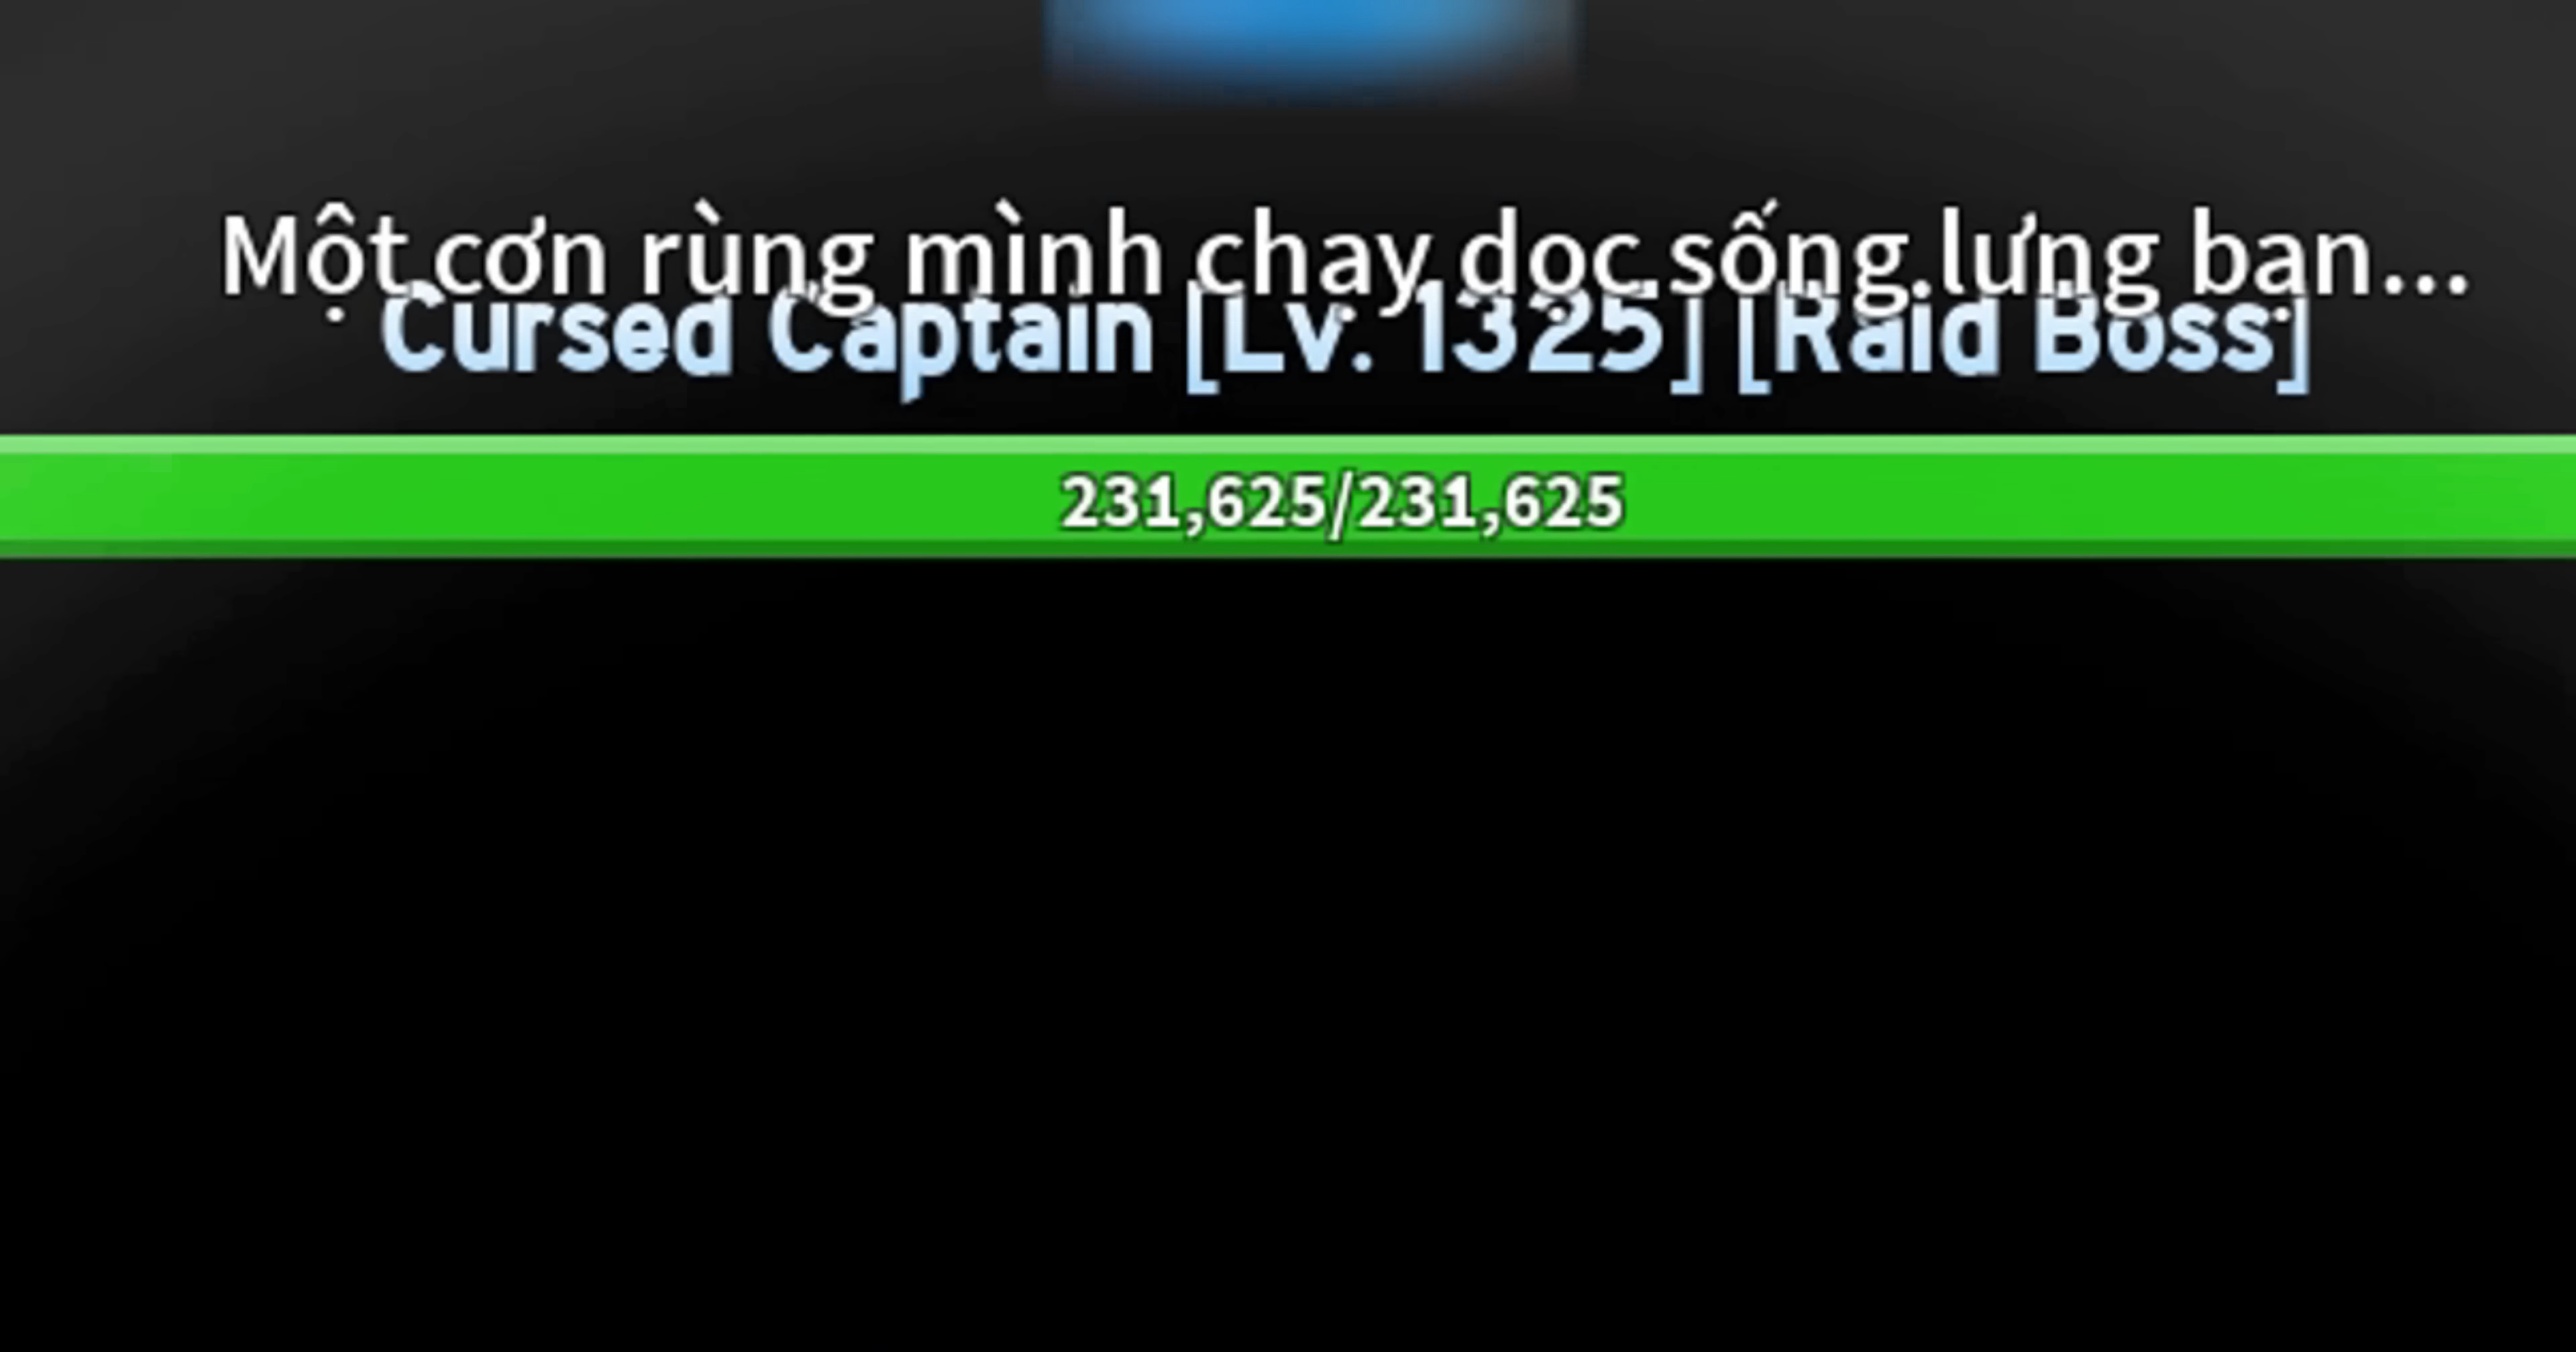 Một cơn rùng mình chạy dọc sống lưng bạn...
Cursed Captain [Lv. 1325] [Raid Boss]
231,625/231,625